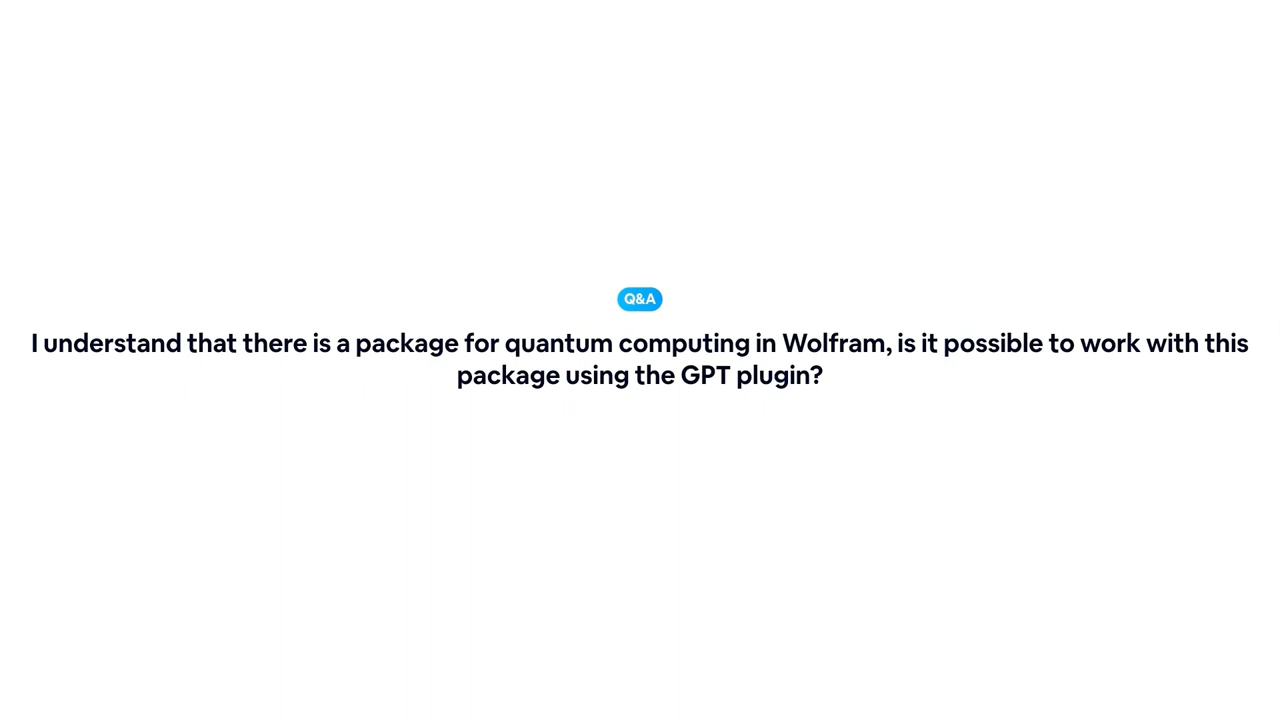 Q&A
I understand that there is a package for quantum computing in Wolfram, is it possible to work with this
package using the GPT plugin?